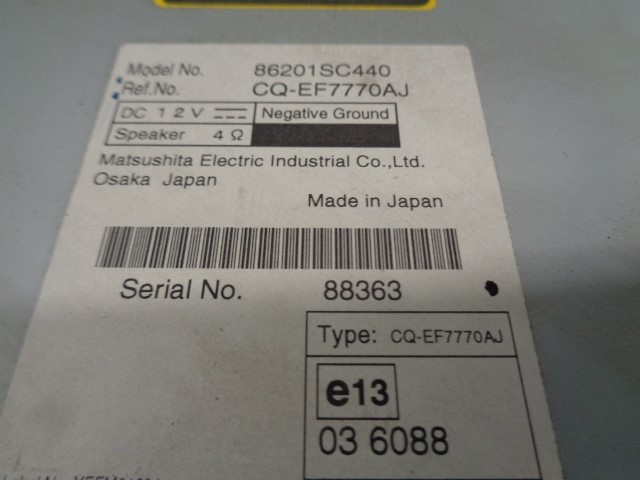 Model No. 86201SC440
Ref.No. CQ-EF7770AJ
DC 12V Negative Ground
Speaker 4Ω
Matsushita Electric Industrial Co.,Ltd.
Osaka Japan
Made in Japan
Serial No. 88363
Type: CQ-EF7770AJ
e13
03 6088